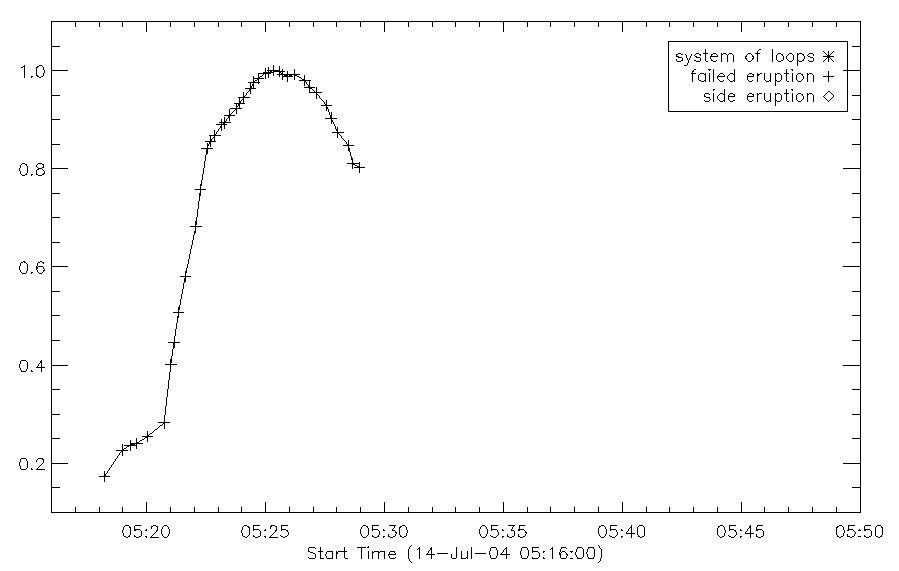 system of loops
failed eruption
side eruption
1.0
0.8
0.6
0.4
0.2
05:20 05:25 05:30 05:35 05:40 05:45 05:50
Start Time (14-Jul-04 05:16:00)